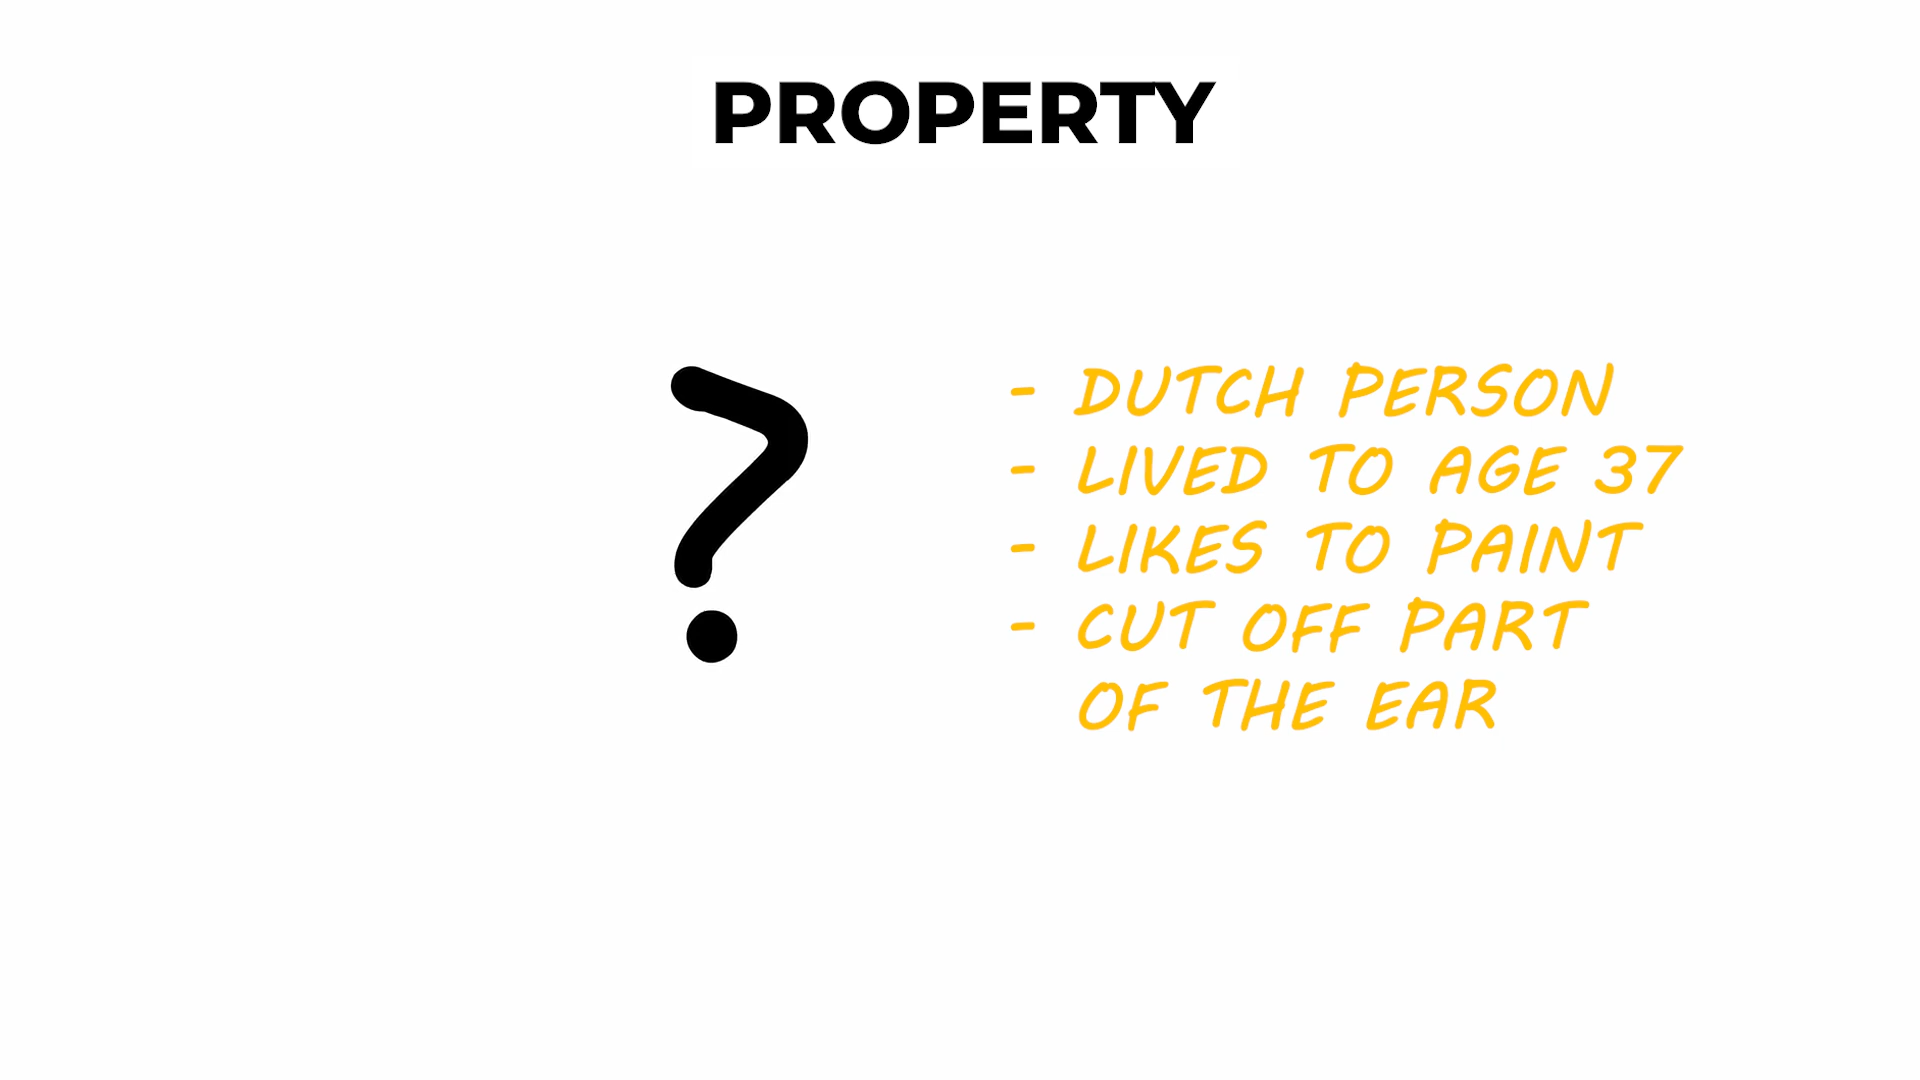 PROPERTY
?
- DUTCH PERSON
- LIVED TO AGE 37
- LIKES TO PAINT
- CUT OFF PART
OF THE EAR